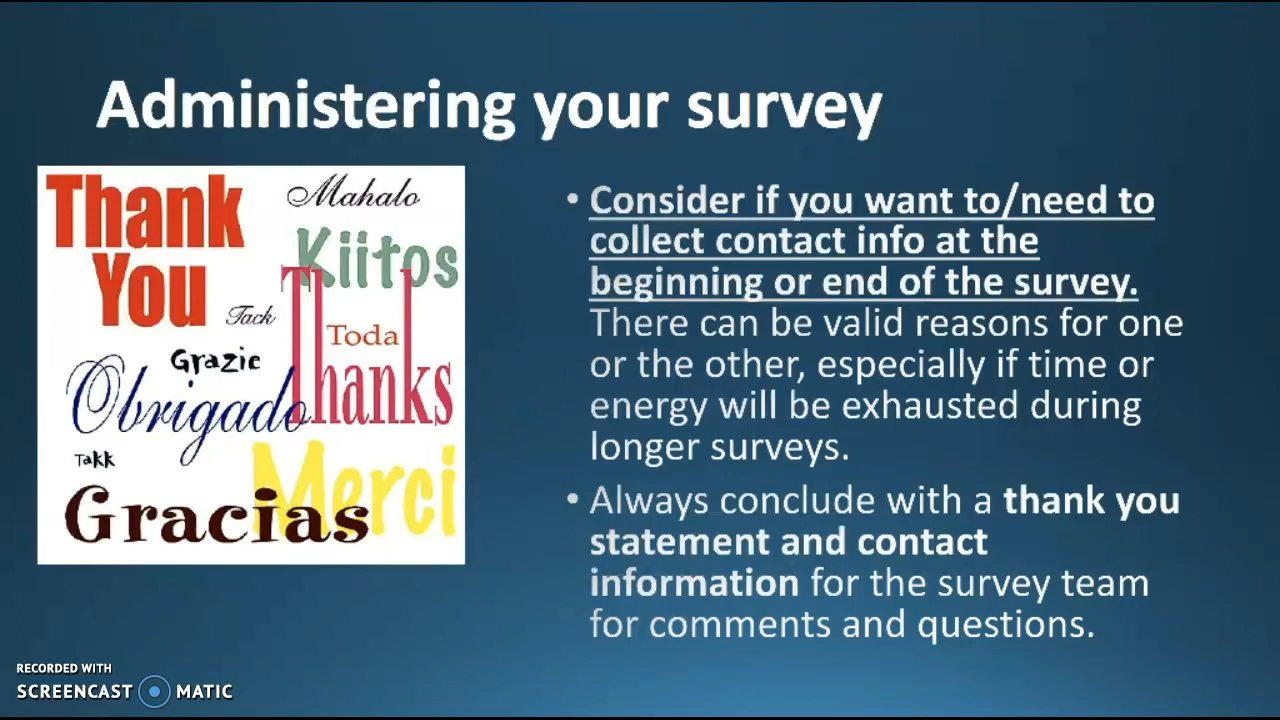 Administering your survey
Thank
You
Mahalo
Kiitos
Tack
Toda
Thanks
Grazie
Obrigado
Takk
Merci
Gracias
• Consider if you want to/need to
collect contact info at the
beginning or end of the survey.
There can be valid reasons for one
or the other, especially if time or
energy will be exhausted during
longer surveys.
• Always conclude with a thank you
statement and contact
information for the survey team
for comments and questions.
RECORDED WITH
SCREENCAST MATIC